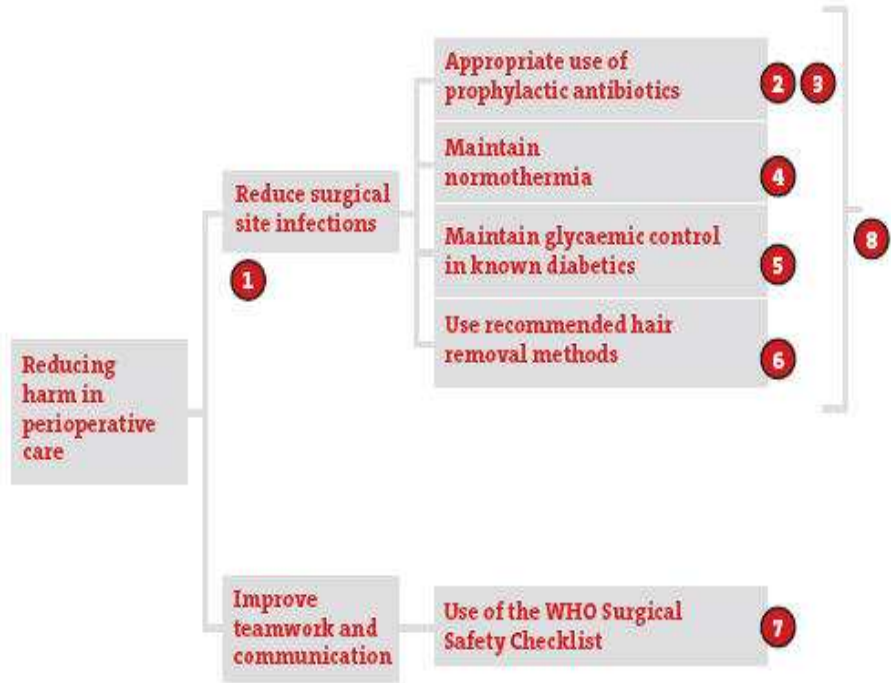 Reducing
harm in
perioperative
care
Reduce surgical
site infections
1
Appropriate use of
prophylactic antibiotics
2 3
Maintain
normothermia
4
Maintain glycaemic control
in known diabetics
5
Use recommended hair
removal methods
6
8
Improve
teamwork and
communication
Use of the WHO Surgical
Safety Checklist
7